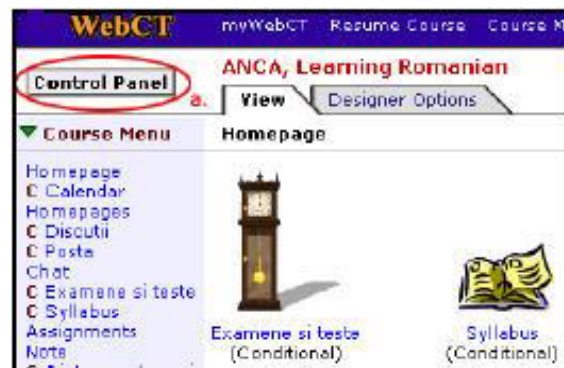 WebCT
myWebCT Resume Course Course M
Control Panel
a.
ANCA, Learning Romanian
View Designer Options
Course Menu
Homepage
Homepage
C Calendar
Homepages
C Discutii
C Posta
Chat
C Examene si teste
C Syllabus
Assignments
Note
Examene si teste
(Conditional)
Syllabus
(Conditional)